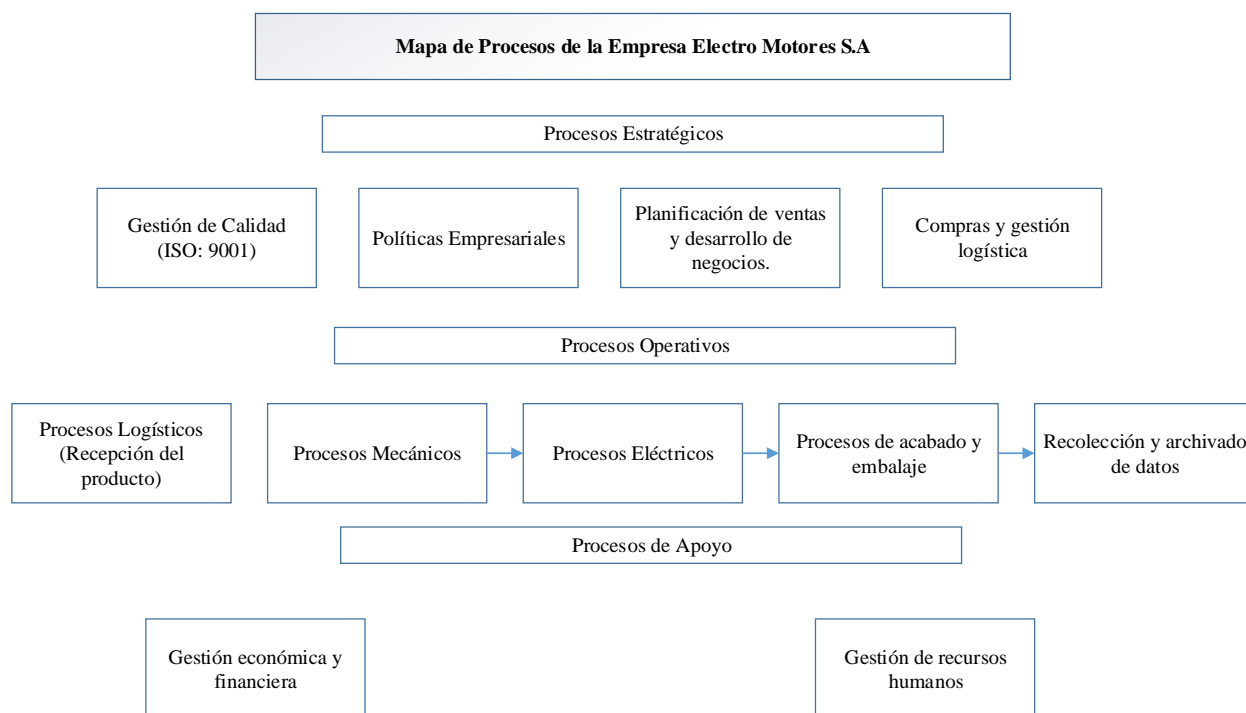 Mapa de Procesos de la Empresa Electro Motores S.A
Procesos Estratégicos
Gestión de Calidad
(ISO: 9001)
Políticas Empresariales
Planificación de ventas
y desarrollo de
negocios.
Compras y gestión
logística
Procesos Operativos
Procesos Logísticos
(Recepción del
producto)
Procesos Mecánicos
Procesos Eléctricos
Procesos de acabado y
embalaje
Recolección y archivado
de datos
Procesos de Apoyo
Gestión económica y
financiera
Gestión de recursos
humanos